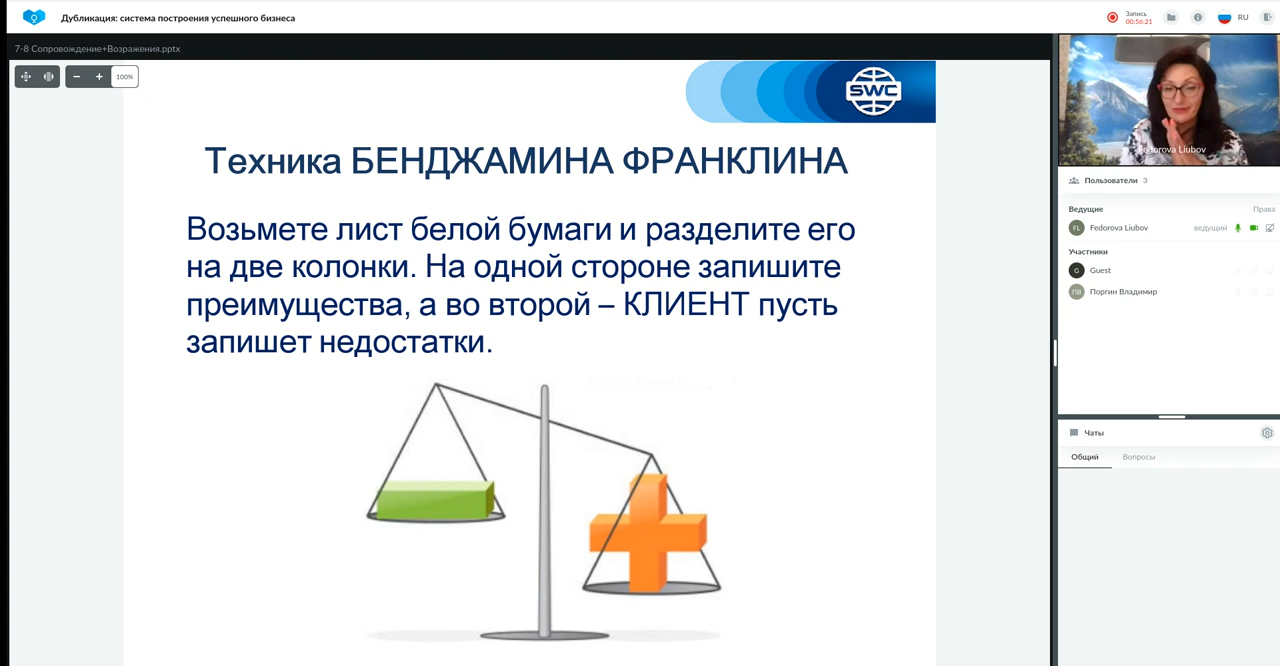 Дубликация: система построения успешного бизнеса
Запись
00:56:21
RU
7-8 Сопровождение+Возражения.pptx
100%
SWC
Техника БЕНДЖАМИНА ФРАНКЛИНА
Возьмете лист белой бумаги и разделите его
на две колонки. На одной стороне запишите
преимущества, а во второй – КЛИЕНТ пусть
запишет недостатки.
Fedorova Liubov
Пользователи 3
Ведущие Права
FL Fedorova Liubov ведущий
Участники
G Guest
ПВ Поргин Владимир
Чаты
Общий Вопросы